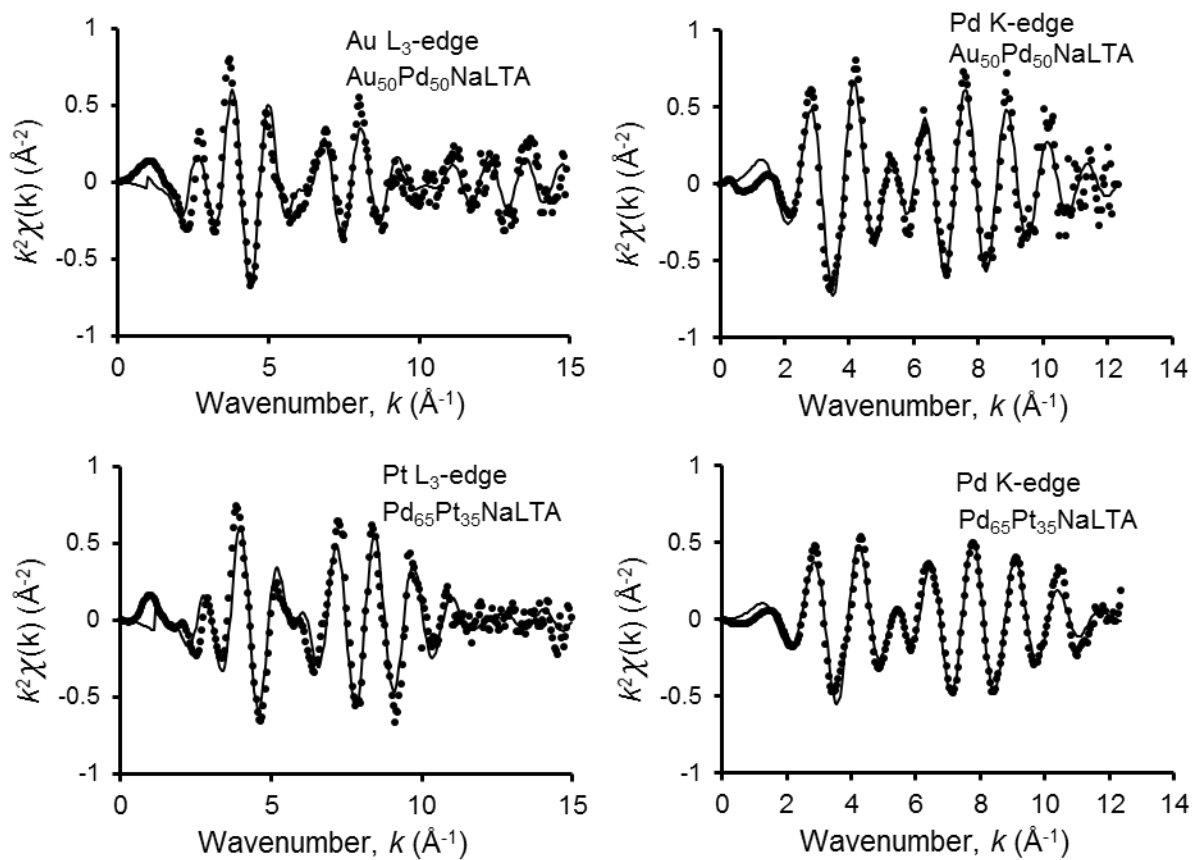 1
0.5
0
-0.5
-1
k²χ(k) (Å⁻²)
Au L₃-edge
Au₅₀Pd₅₀NaLTA
0 5 10 15
Wavenumber, k (Å⁻¹)
1
0.5
0
-0.5
-1
k²χ(k) (Å⁻²)
Pd K-edge
Au₅₀Pd₅₀NaLTA
0 2 4 6 8 10 12 14
Wavenumber, k (Å⁻¹)
1
0.5
0
-0.5
-1
k²χ(k) (Å⁻²)
Pt L₃-edge
Pd₆₅Pt₃₅NaLTA
0 5 10 15
Wavenumber, k (Å⁻¹)
1
0.5
0
-0.5
-1
k²χ(k) (Å⁻²)
Pd K-edge
Pd₆₅Pt₃₅NaLTA
0 2 4 6 8 10 12 14
Wavenumber, k (Å⁻¹)